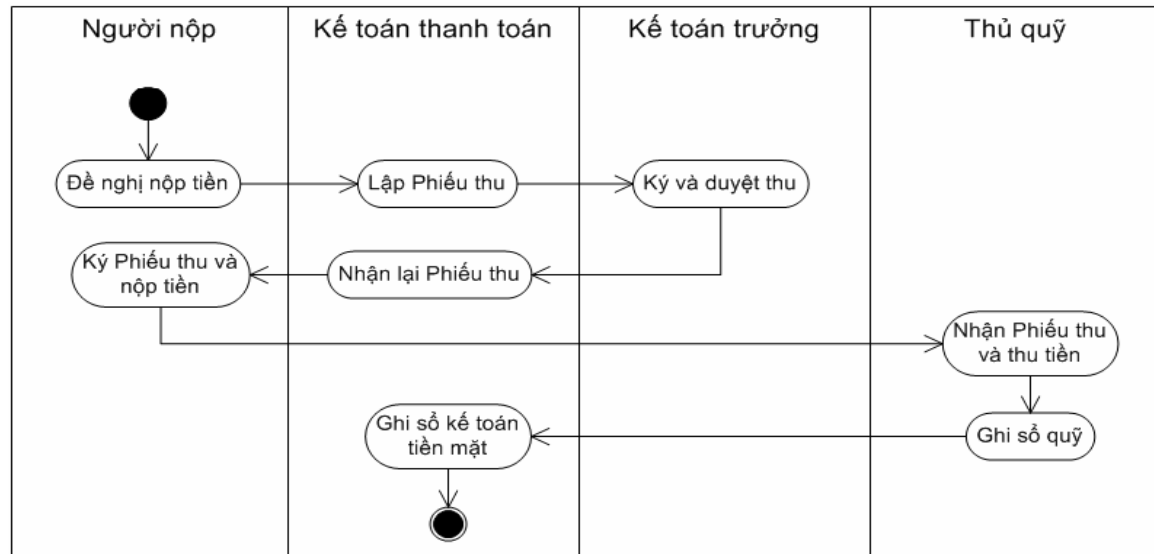 Người nộp
Kế toán thanh toán
Kế toán trưởng
Thủ quỹ
Đề nghị nộp tiền
Lập Phiếu thu
Ký và duyệt thu
Ký Phiếu thu và
nộp tiền
Nhận lại Phiếu thu
Nhận Phiếu thu
và thu tiền
Ghi sổ kế toán
tiền mặt
Ghi sổ quỹ